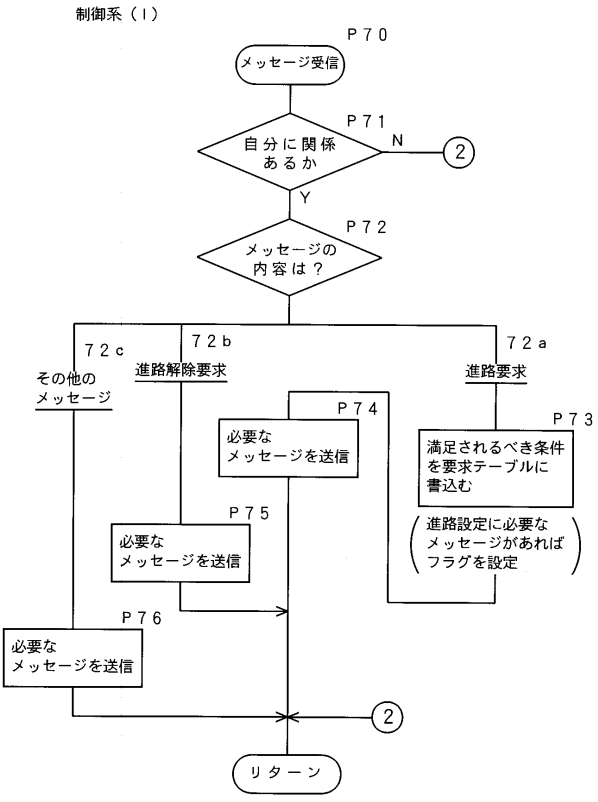 制御系(Ⅰ)
P70
メッセージ受信
P71
自分に関係
あるか
N
2
Y
P72
メッセージの
内容は?
72c
その他の
メッセージ
72b
進路解除要求
72a
進路要求
P74
必要な
メッセージを送信
P73
満足されるべき条件
を要求テーブルに
書込む
(進路設定に必要な
メッセージがあれば
フラグを設定)
P75
必要な
メッセージを送信
P76
必要な
メッセージを送信
2
リターン